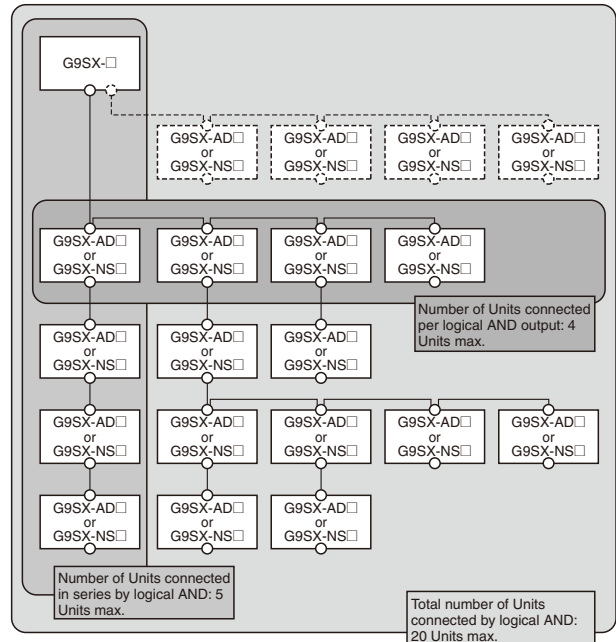 G9SX-□
G9SX-AD□
or
G9SX-NS□
G9SX-AD□
or
G9SX-NS□
G9SX-AD□
or
G9SX-NS□
G9SX-AD□
or
G9SX-NS□
G9SX-AD□
or
G9SX-NS□
G9SX-AD□
or
G9SX-NS□
G9SX-AD□
or
G9SX-NS□
G9SX-AD□
or
G9SX-NS□
Number of Units connected
per logical AND output: 4
Units max.
G9SX-AD□
or
G9SX-NS□
G9SX-AD□
or
G9SX-NS□
G9SX-AD□
or
G9SX-NS□
G9SX-AD□
or
G9SX-NS□
G9SX-AD□
or
G9SX-NS□
G9SX-AD□
or
G9SX-NS□
G9SX-AD□
or
G9SX-NS□
G9SX-AD□
or
G9SX-NS□
G9SX-AD□
or
G9SX-NS□
G9SX-AD□
or
G9SX-NS□
G9SX-AD□
or
G9SX-NS□
Number of Units connected
in series by logical AND: 5
Units max.
Total number of Units
connected by logical AND:
20 Units max.